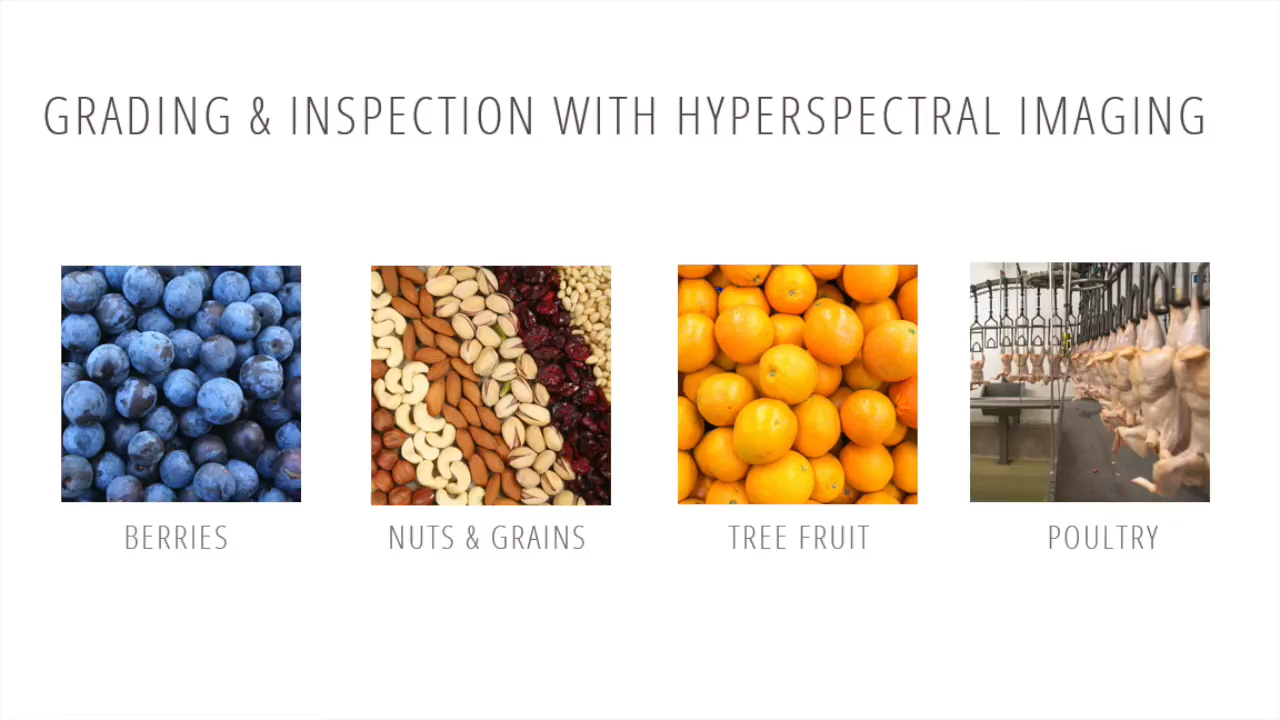 GRADING & INSPECTION WITH HYPERSPECTRAL IMAGING
BERRIES
NUTS & GRAINS
TREE FRUIT
POULTRY